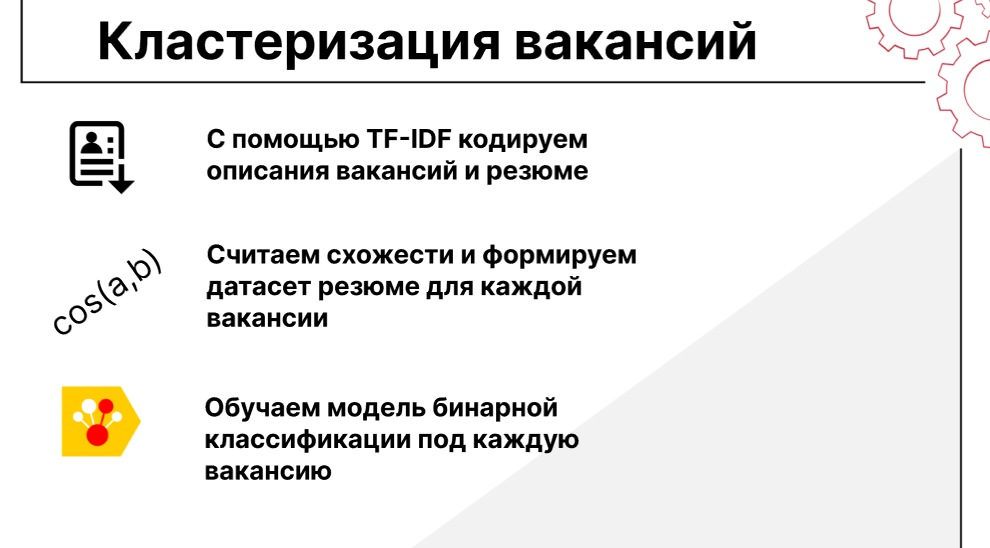 Кластеризация вакансий
С помощью TF-IDF кодируем
описания вакансий и резюме
cos(a,b)
Считаем схожести и формируем
датасет резюме для каждой
вакансии
Обучаем модель бинарной
классификации под каждую
вакансию